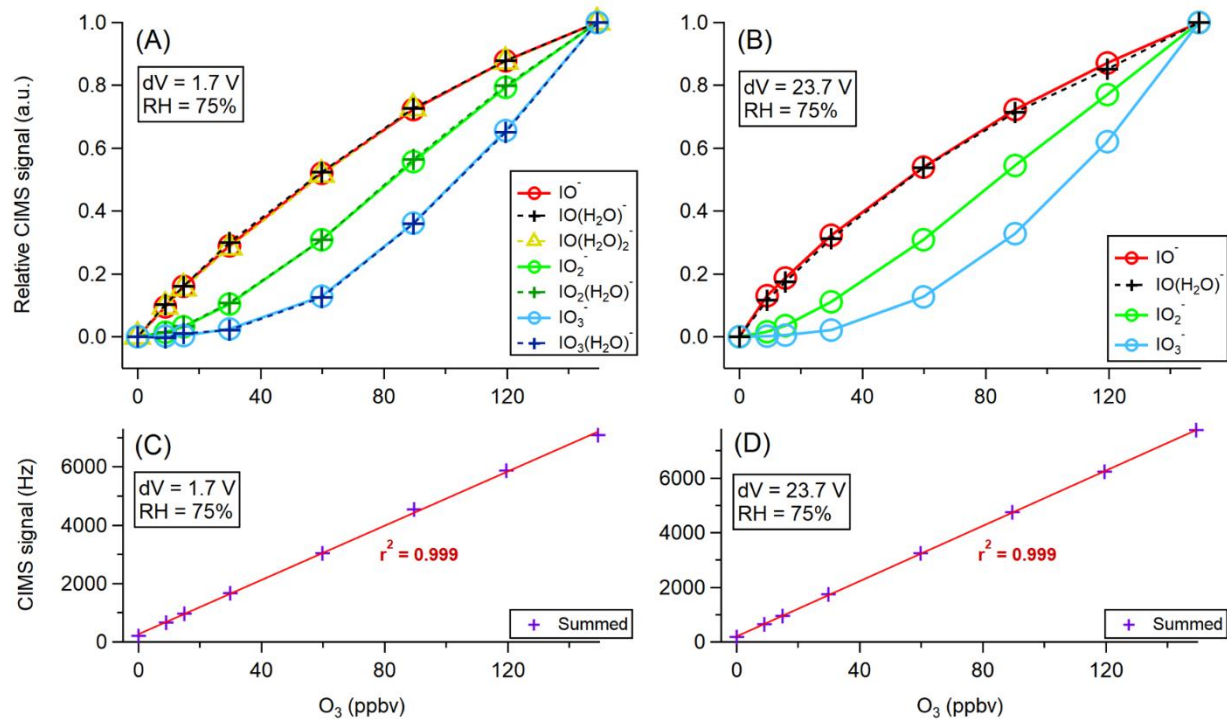 (A)
dV = 1.7 V
RH = 75%
Relative CIMS signal (a.u.)
1.0
0.8
0.6
0.4
0.2
0.0
0
40
80
120
IO⁻
IO(H₂O)⁻
IO(H₂O)₂⁻
IO₂⁻
IO₂(H₂O)⁻
IO₃⁻
IO₃(H₂O)⁻
(B)
dV = 23.7 V
RH = 75%
1.0
0.8
0.6
0.4
0.2
0.0
0
40
80
120
IO⁻
IO(H₂O)⁻
IO₂⁻
IO₃⁻
(C)
dV = 1.7 V
RH = 75%
CIMS signal (Hz)
6000
4000
2000
0
r² = 0.999
Summed
0
40
80
120
O₃ (ppbv)
(D)
dV = 23.7 V
RH = 75%
6000
4000
2000
0
r² = 0.999
Summed
0
40
80
120
O₃ (ppbv)